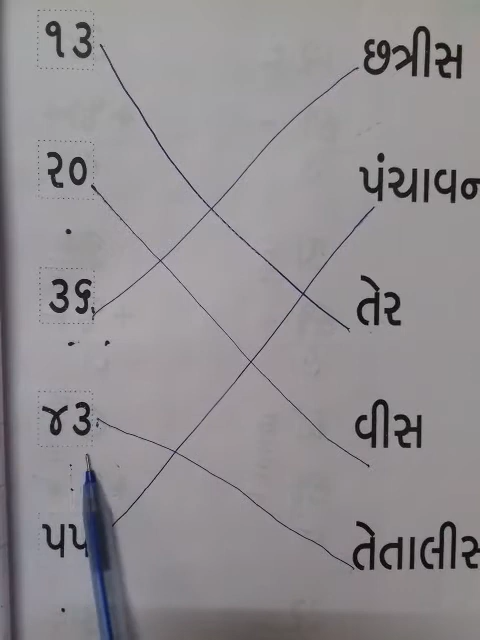 ૧૩ છત્રીસ
૨૦ પંચાવન
૩૬ તેર
૪૩ વીસ
૫૫ તેતાલીસ